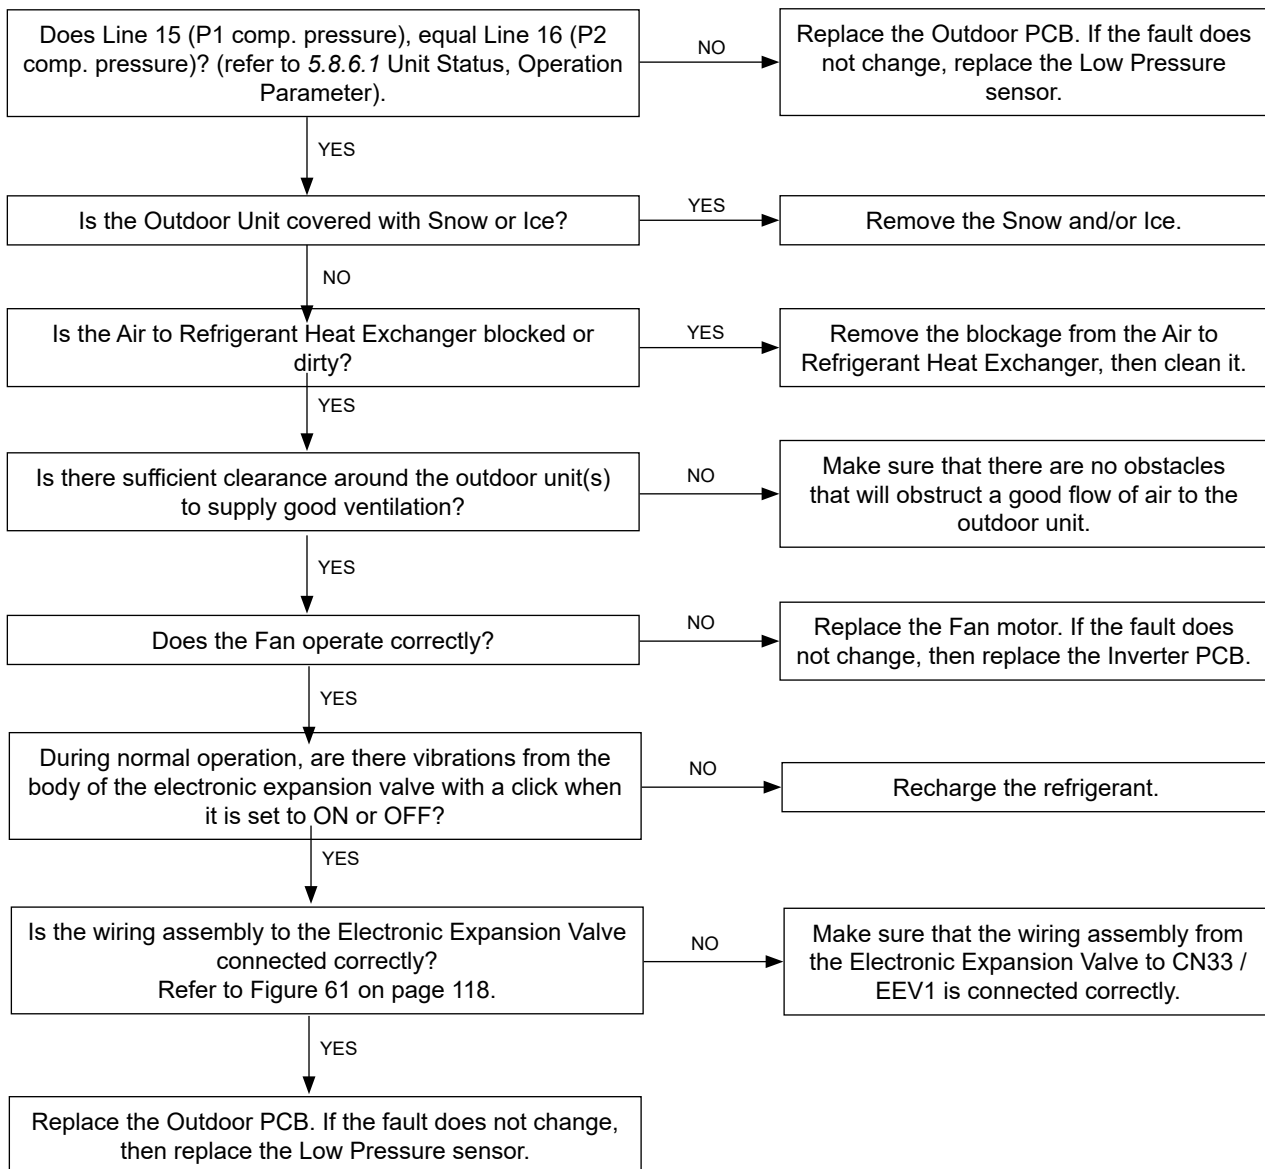 Does Line 15 (P1 comp. pressure), equal Line 16 (P2
comp. pressure)? (refer to 5.8.6.1 Unit Status, Operation
Parameter).
NO
Replace the Outdoor PCB. If the fault does
not change, replace the Low Pressure
sensor.
YES
Is the Outdoor Unit covered with Snow or Ice?
YES
Remove the Snow and/or Ice.
NO
Is the Air to Refrigerant Heat Exchanger blocked or
dirty?
YES
Remove the blockage from the Air to
Refrigerant Heat Exchanger, then clean it.
YES
Is there sufficient clearance around the outdoor unit(s)
to supply good ventilation?
NO
Make sure that there are no obstacles
that will obstruct a good flow of air to the
outdoor unit.
YES
Does the Fan operate correctly?
NO
Replace the Fan motor. If the fault does
not change, then replace the Inverter PCB.
YES
During normal operation, are there vibrations from the
body of the electronic expansion valve with a click when
it is set to ON or OFF?
NO
Recharge the refrigerant.
YES
Is the wiring assembly to the Electronic Expansion Valve
connected correctly?
Refer to Figure 61 on page 118.
NO
Make sure that the wiring assembly from
the Electronic Expansion Valve to CN33 /
EEV1 is connected correctly.
YES
Replace the Outdoor PCB. If the fault does not change,
then replace the Low Pressure sensor.